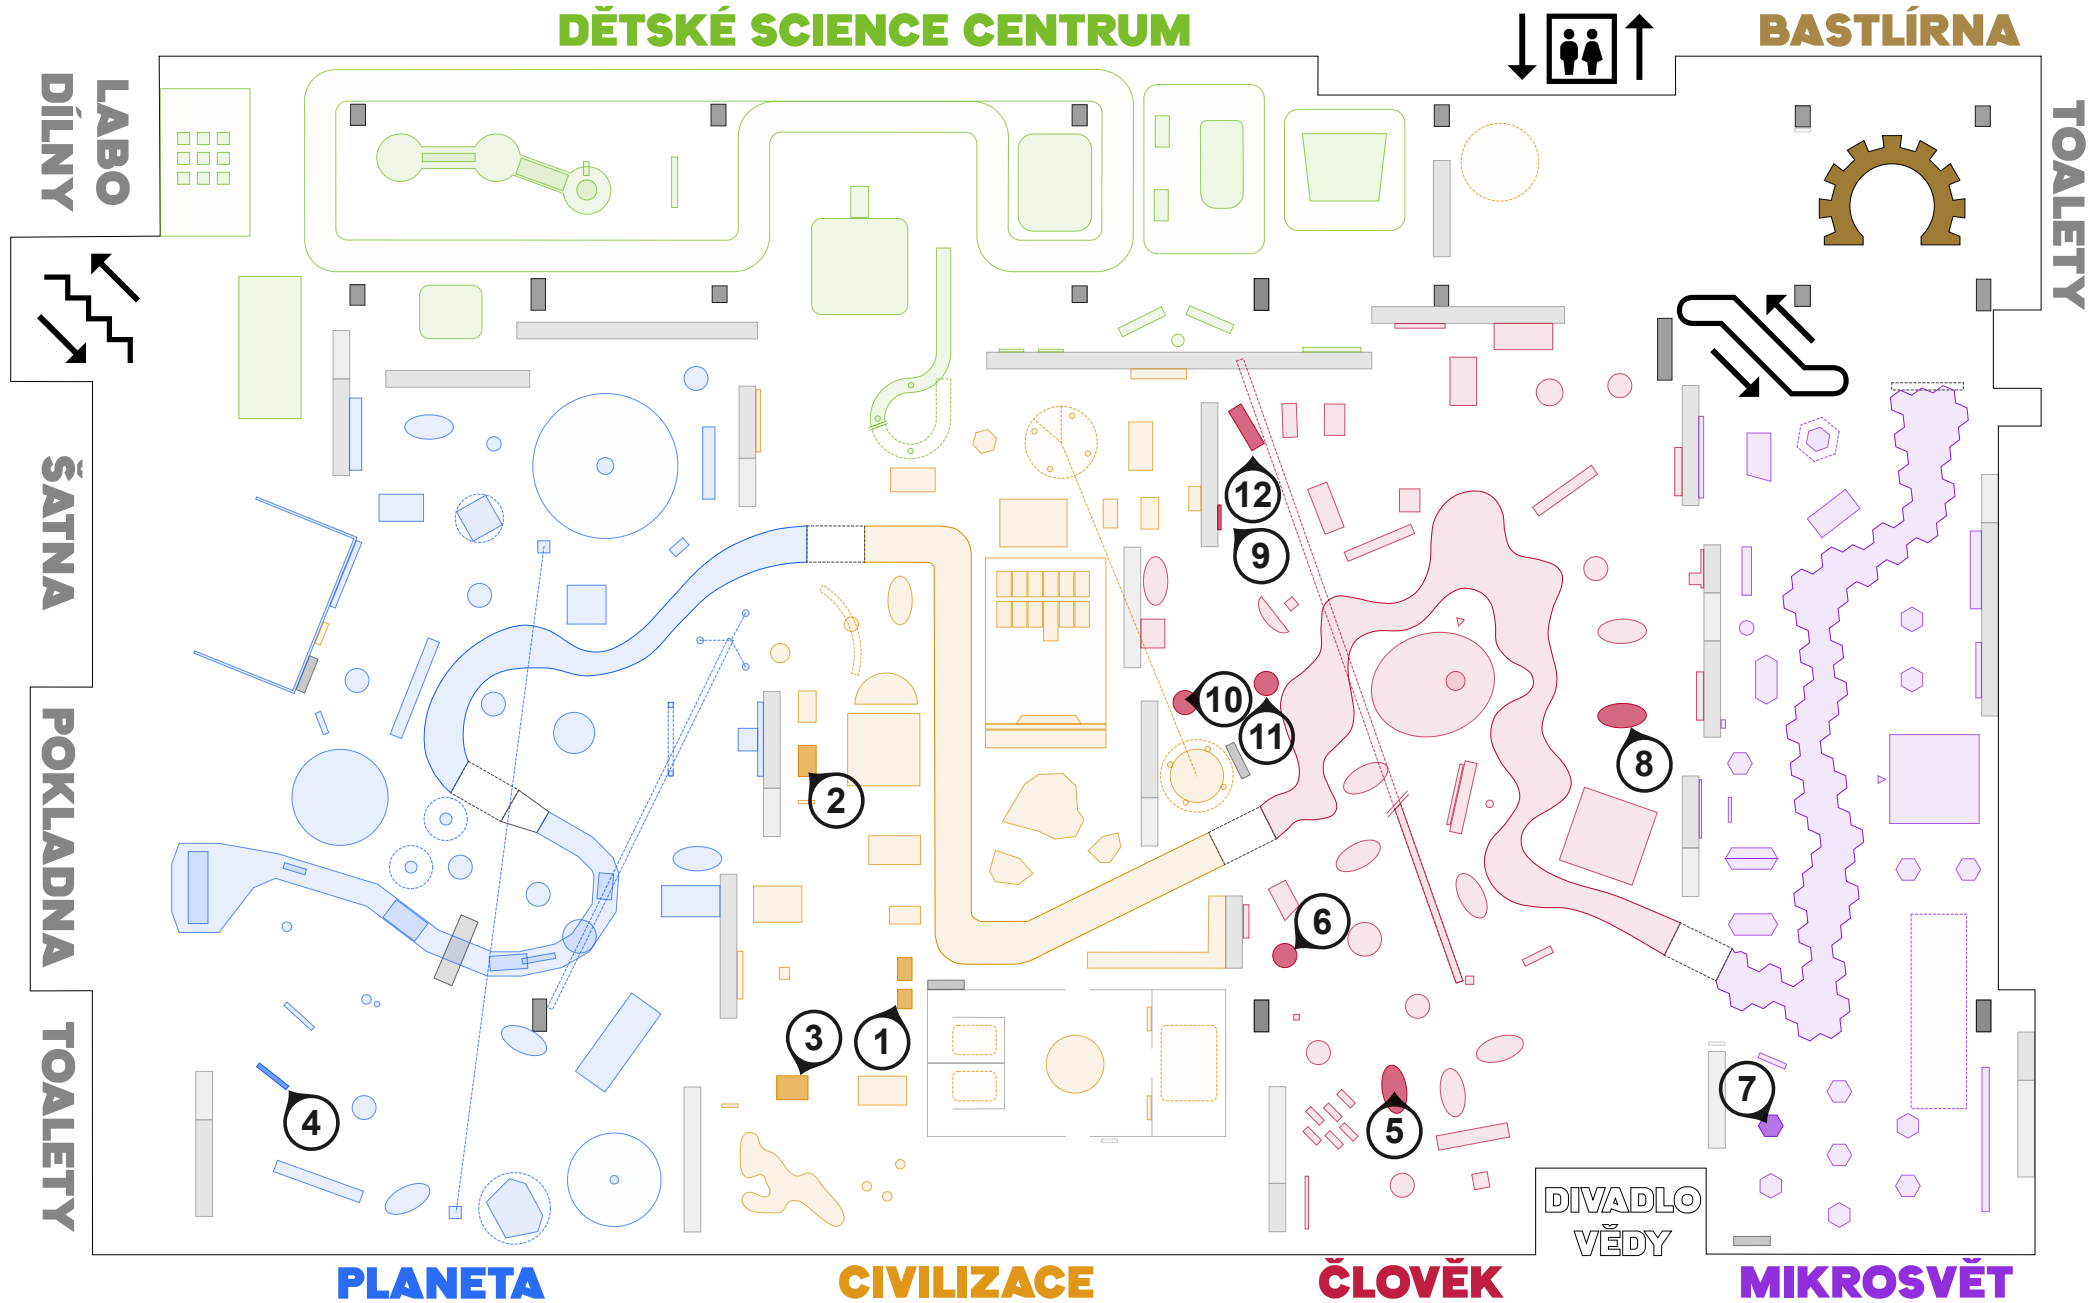 DĚTSKÉ SCIENCE CENTRUM
BASTLÍRNA
LABO
DÍLNY
TOALETY
ŠATNA
POKLADNA
TOALETY
12
9
10
11
8
2
6
3
1
4
5
7
DIVADLO
VĚDY
PLANETA
CIVILIZACE
ČLOVĚK
MIKROSVĚT